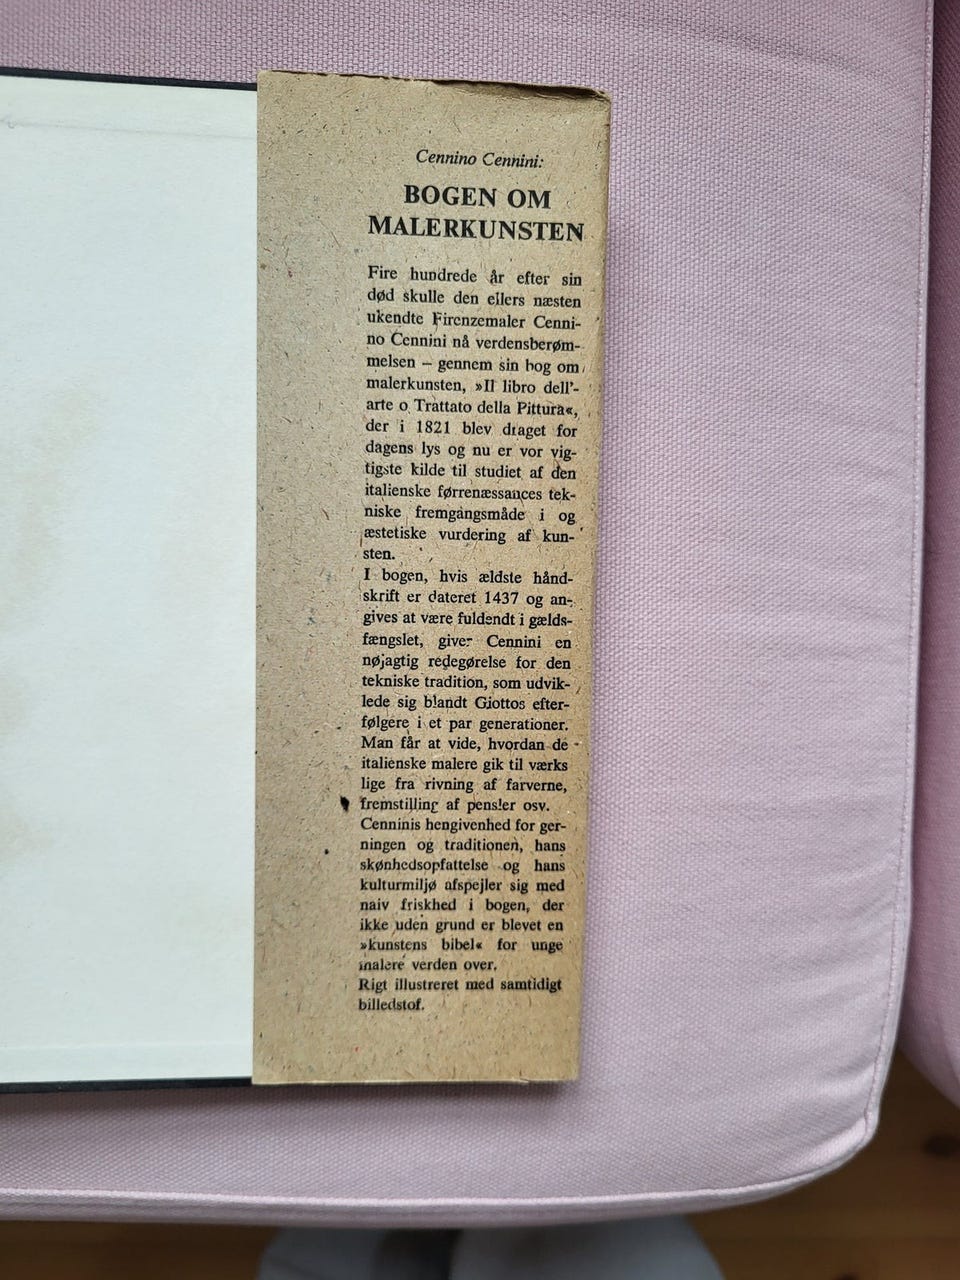 Cennino Cennini:
BOGEN OM
MALERKUNSTEN
Fire hundrede år efter sin
død skulle den ellers næsten
ukendte Firenzemaler Cenni-
no Cennini nå verdensberøm-
melsen – gennem sin bog om
malerkunsten, »Il libro dell'-
arte o Trattato della Pittura«,
der i 1821 blev draget for
dagens lys og nu er vor vig-
tigste kilde til studiet af den
italienske førrenæssances tek-
niske fremgangsmåde i og
æstetiske vurdering af kun-
sten.
I bogen, hvis ældste hånd-
skrift er dateret 1437 og an-
gives at være fuldendt i gælds-
fængslet, giver Cennini en
nøjagtig redegørelse for den
tekniske tradition, som udvik-
lede sig blandt Giottos efter-
følgere i et par generationer.
Man får at vide, hvordan de
italienske malere gik til værks
lige fra rivning af farverne,
fremstilling af pensler osv.
Cenninis hengivenhed for ger-
ningen og traditionen, hans
skønhedsopfattelse og hans
kulturmiljø afspejler sig med
naiv friskhed i bogen, der
ikke uden grund er blevet en
»kunstens bibel« for unge
malere verden over.
Rigt illustreret med samtidigt
billedstof.